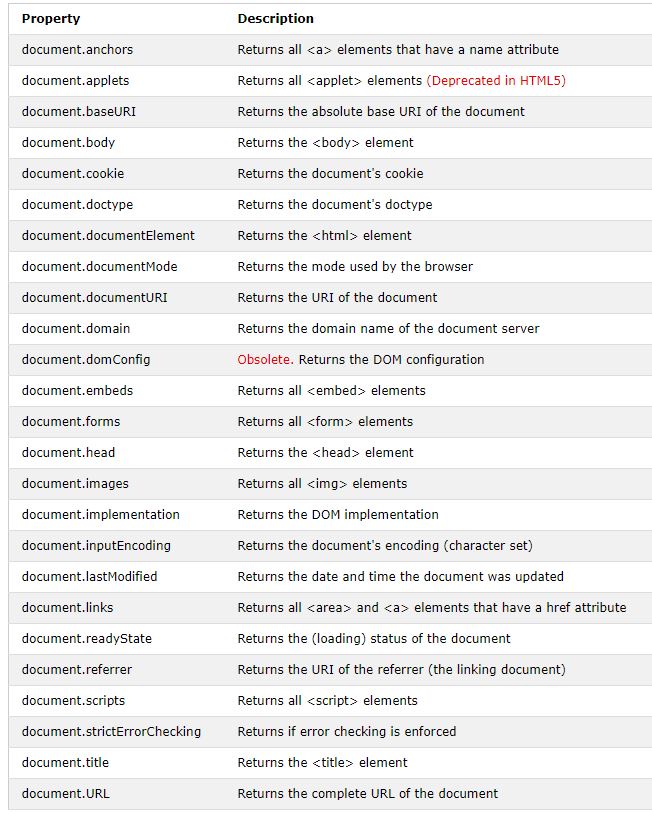 Property Description
document.anchors Returns all <a> elements that have a name attribute
document.applets Returns all <applet> elements (Deprecated in HTML5)
document.baseURI Returns the absolute base URI of the document
document.body Returns the <body> element
document.cookie Returns the document's cookie
document.doctype Returns the document's doctype
document.documentElement Returns the <html> element
document.documentMode Returns the mode used by the browser
document.documentURI Returns the URI of the document
document.domain Returns the domain name of the document server
document.domConfig Obsolete. Returns the DOM configuration
document.embeds Returns all <embed> elements
document.forms Returns all <form> elements
document.head Returns the <head> element
document.images Returns all <img> elements
document.implementation Returns the DOM implementation
document.inputEncoding Returns the document's encoding (character set)
document.lastModified Returns the date and time the document was updated
document.links Returns all <area> and <a> elements that have a href attribute
document.readyState Returns the (loading) status of the document
document.referrer Returns the URI of the referrer (the linking document)
document.scripts Returns all <script> elements
document.strictErrorChecking Returns if error checking is enforced
document.title Returns the <title> element
document.URL Returns the complete URL of the document